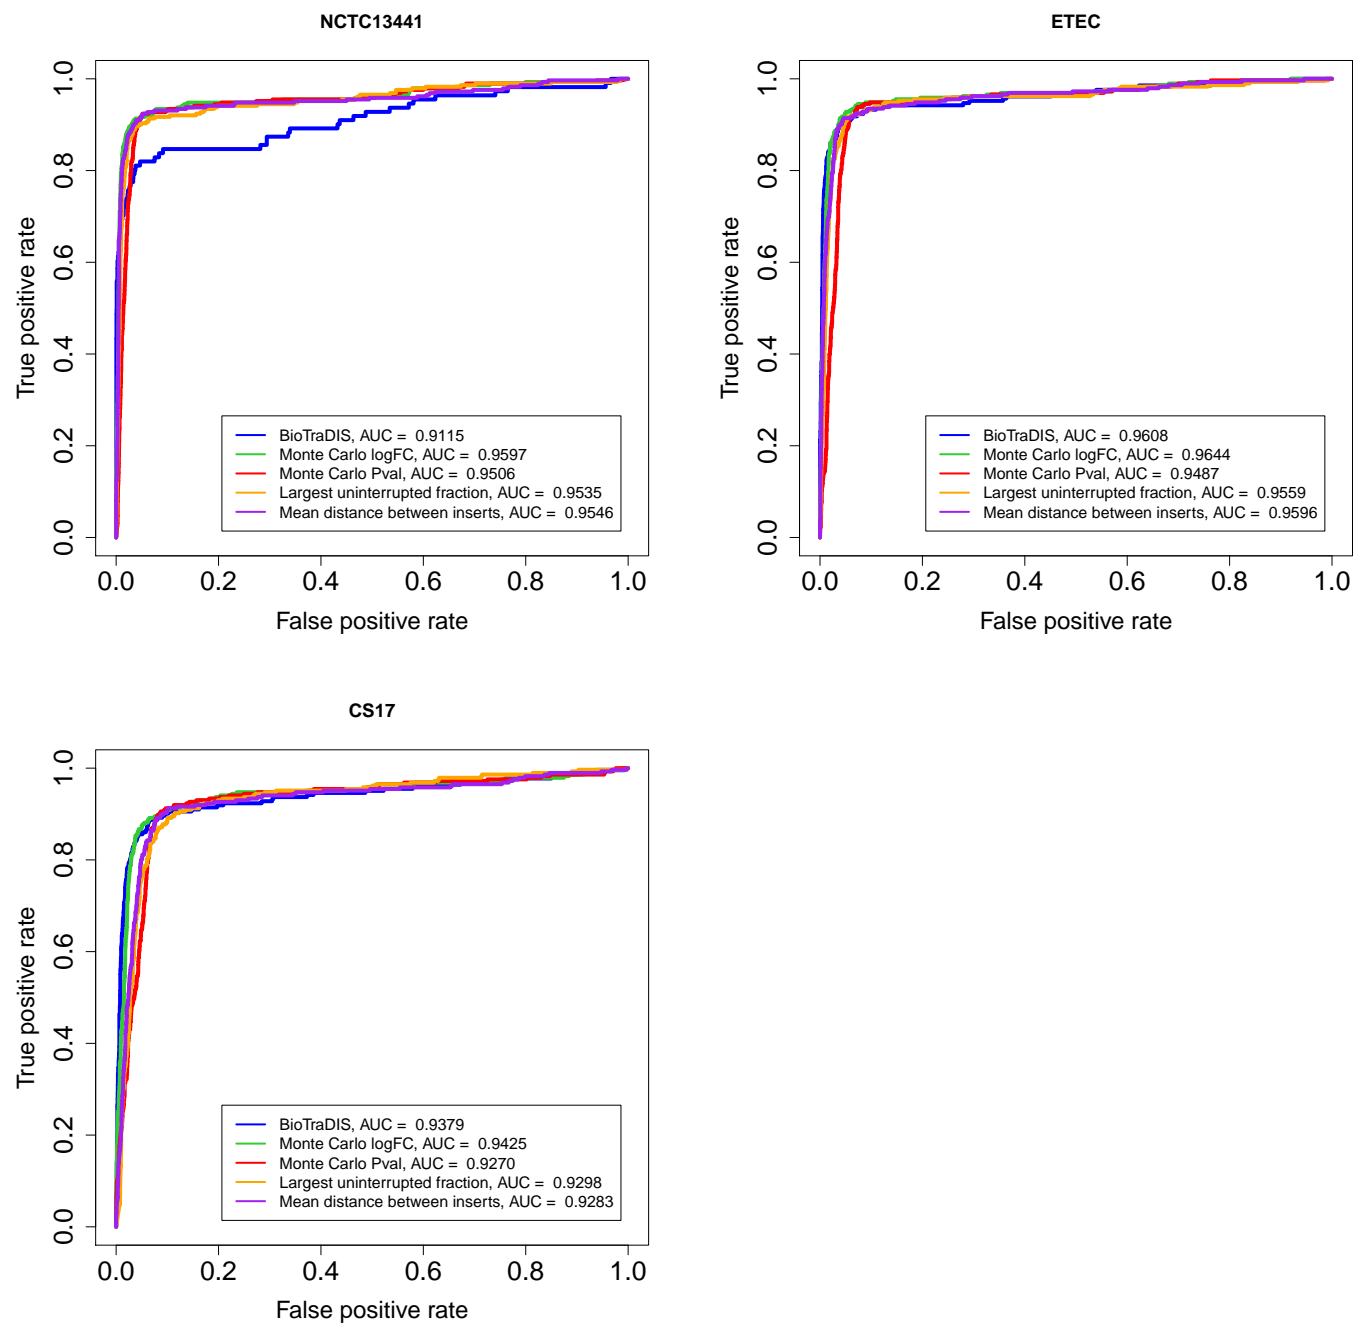 NCTC13441
True positive rate
1.0
0.8
0.6
0.4
0.2
0.0
BioTraDIS, AUC = 0.9115
Monte Carlo logFC, AUC = 0.9597
Monte Carlo Pval, AUC = 0.9506
Largest uninterrupted fraction, AUC = 0.9535
Mean distance between inserts, AUC = 0.9546
0.0 0.2 0.4 0.6 0.8 1.0
False positive rate
ETEC
True positive rate
1.0
0.8
0.6
0.4
0.2
0.0
BioTraDIS, AUC = 0.9608
Monte Carlo logFC, AUC = 0.9644
Monte Carlo Pval, AUC = 0.9487
Largest uninterrupted fraction, AUC = 0.9559
Mean distance between inserts, AUC = 0.9596
0.0 0.2 0.4 0.6 0.8 1.0
False positive rate
CS17
True positive rate
1.0
0.8
0.6
0.4
0.2
0.0
BioTraDIS, AUC = 0.9379
Monte Carlo logFC, AUC = 0.9425
Monte Carlo Pval, AUC = 0.9270
Largest uninterrupted fraction, AUC = 0.9298
Mean distance between inserts, AUC = 0.9283
0.0 0.2 0.4 0.6 0.8 1.0
False positive rate